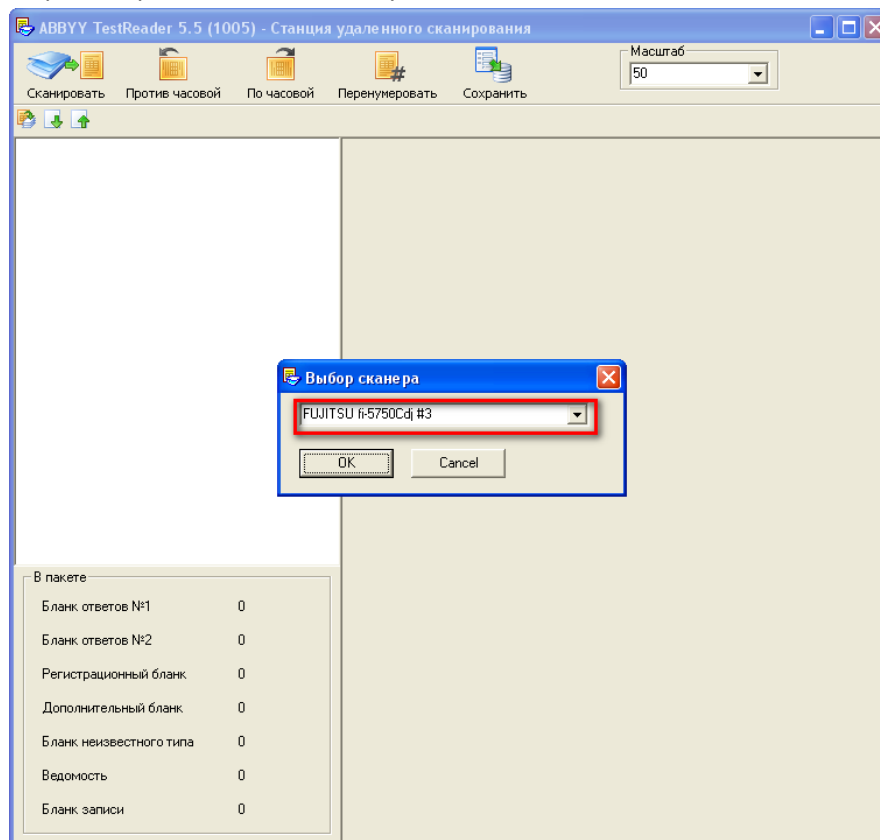 ABBYY TestReader 5.5 (1005) - Станция удаленного сканирования
Масштаб
50
Сканировать Против часовой По часовой Перенумеровать Сохранить
Выбор сканера
FUJITSU fi-5750Cdj #3
OK Cancel
В пакете
Бланк ответов №1 0
Бланк ответов №2 0
Регистрационный бланк 0
Дополнительный бланк 0
Бланк неизвестного типа 0
Ведомость 0
Бланк записи 0